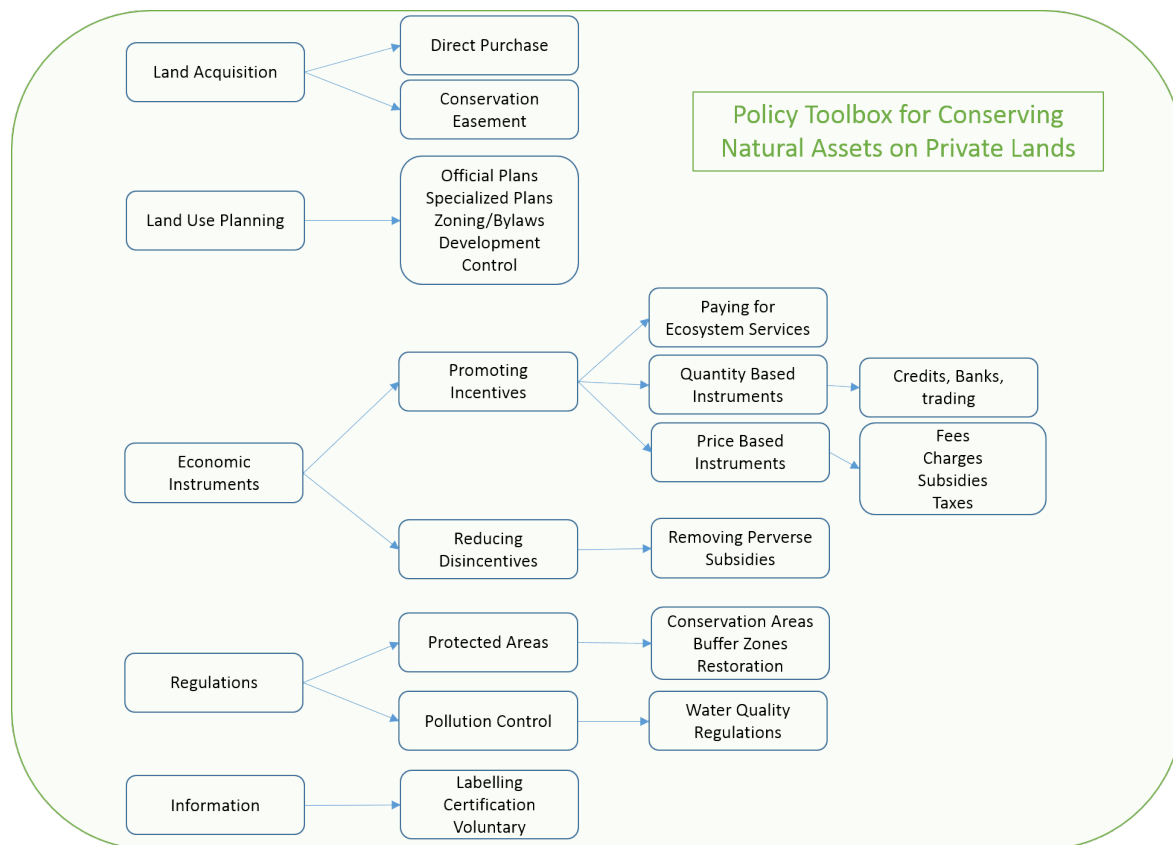 Policy Toolbox for Conserving
Natural Assets on Private Lands
Land Acquisition
Direct Purchase
Conservation
Easement
Land Use Planning
Official Plans
Specialized Plans
Zoning/Bylaws
Development
Control
Economic
Instruments
Promoting
Incentives
Paying for
Ecosystem Services
Quantity Based
Instruments
Credits, Banks,
trading
Price Based
Instruments
Fees
Charges
Subsidies
Taxes
Reducing
Disincentives
Removing Perverse
Subsidies
Regulations
Protected Areas
Conservation Areas
Buffer Zones
Restoration
Pollution Control
Water Quality
Regulations
Information
Labelling
Certification
Voluntary